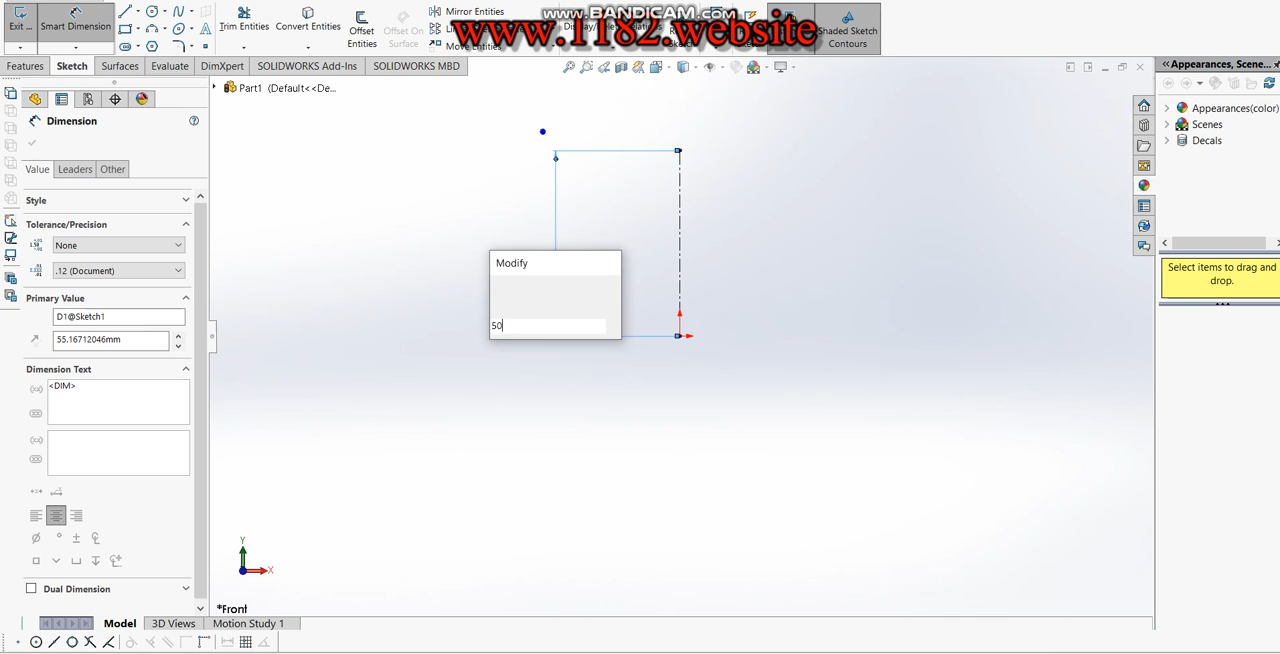 www.BANDICAM.com
www.1182.website
Exit ...
Smart Dimension
Trim Entities
Convert Entities
Offset
Entities
Offset On
Surface
Mirror Entities
Move Entities
Shaded Sketch
Contours
Features
Sketch
Surfaces
Evaluate
DimXpert
SOLIDWORKS Add-Ins
SOLIDWORKS MBD
Part1 (Default<<De...
Dimension
Value
Leaders
Other
Style
Tolerance/Precision
None
.12 (Document)
Primary Value
D1@Sketch1
55.16712046mm
Dimension Text
<DIM>
Dual Dimension
Modify
50
Y
X
*Front
Model
3D Views
Motion Study 1
Appearances, Scene...
Appearances(color)
Scenes
Decals
Select items to drag and
drop.